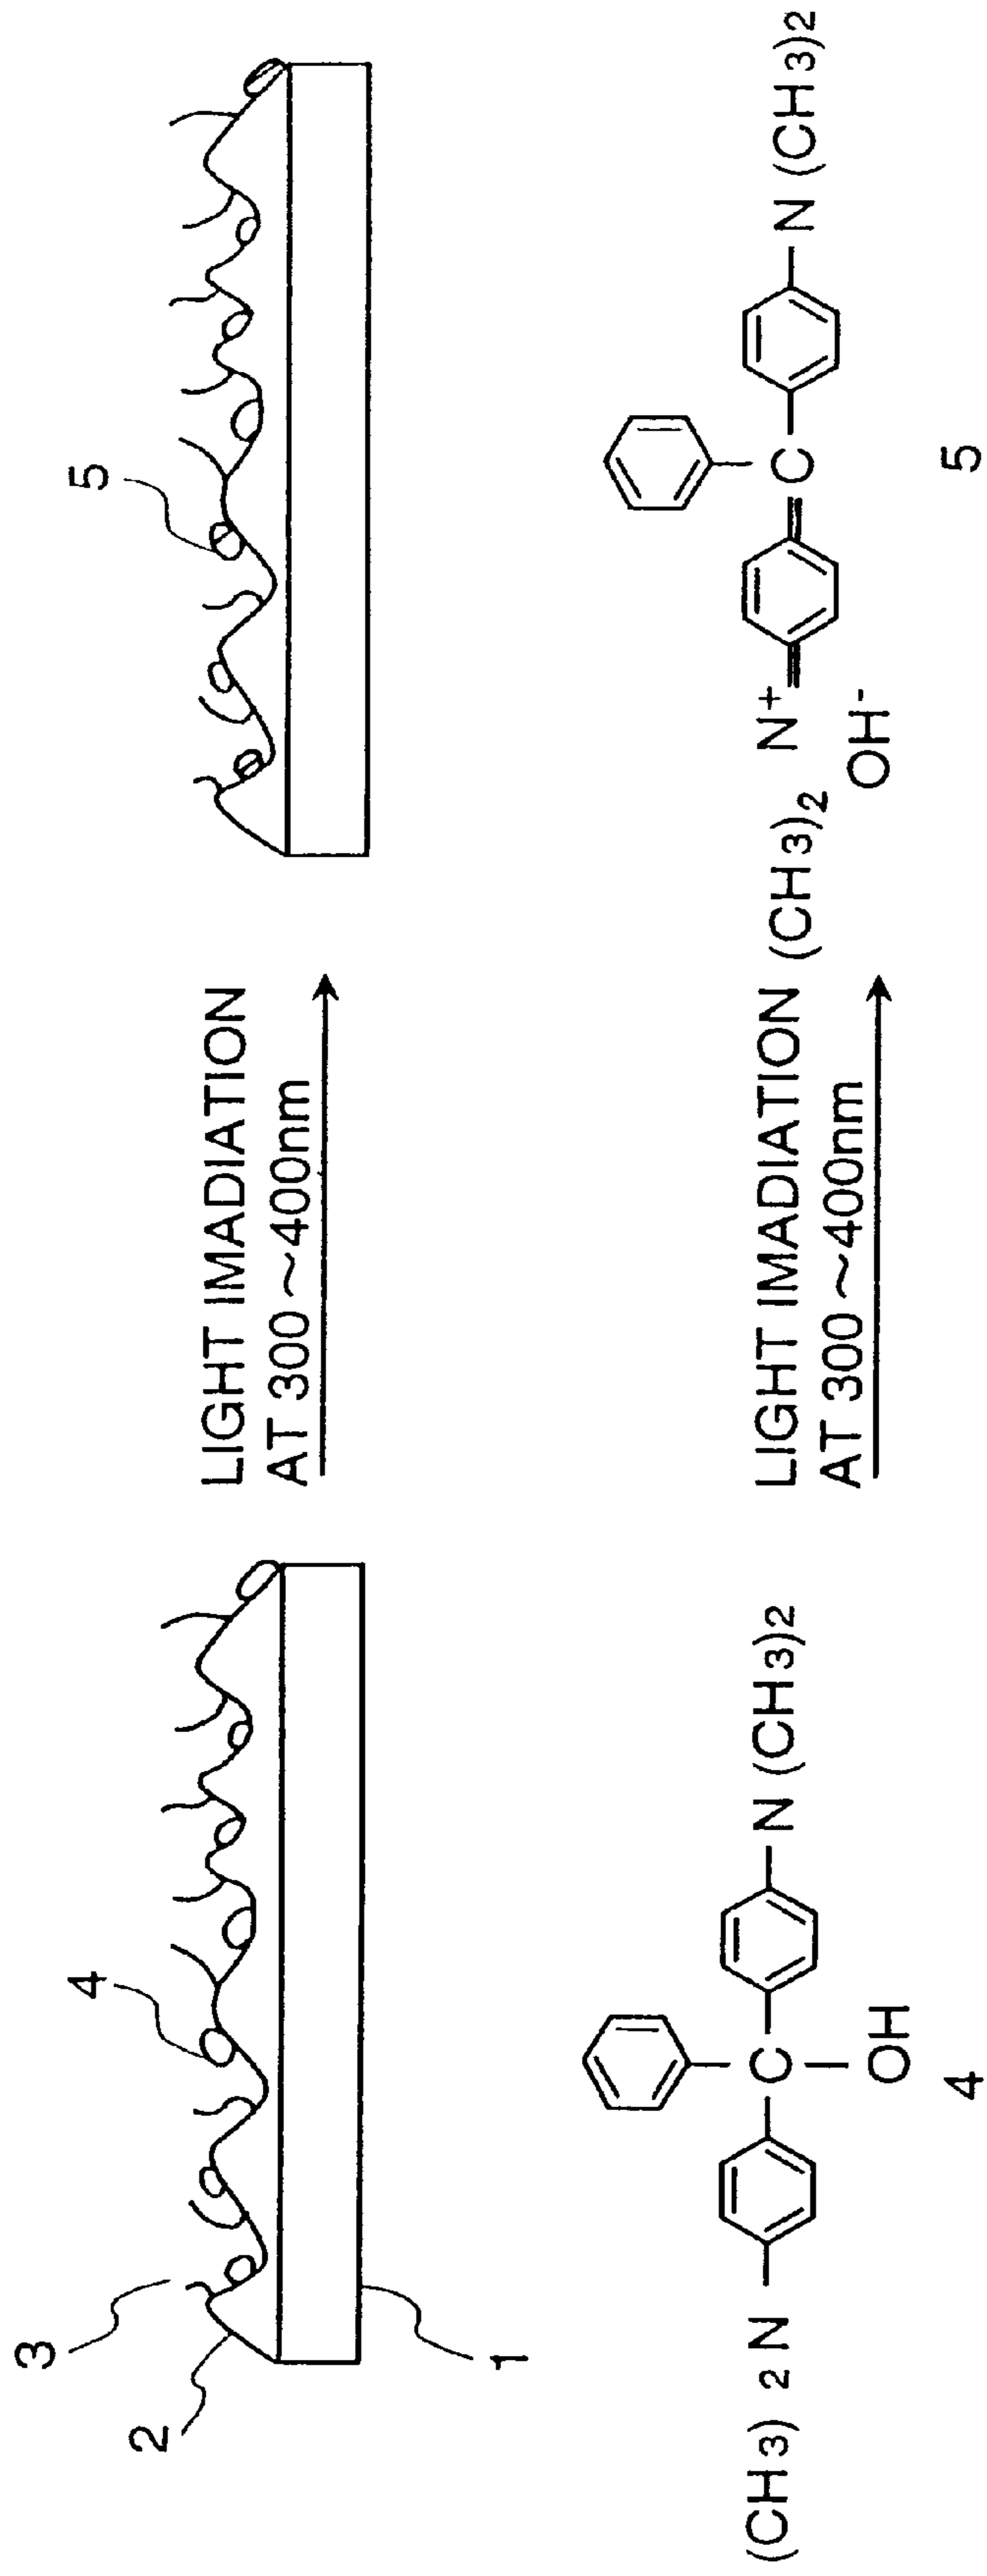 3
2
4
1
LIGHT IMADIATION
AT 300~400nm
5
(CH3) 2 N
C
N (CH3)2
OH
4
LIGHT IMADIATION
AT 300~400nm
(CH3)2 N+
C
N (CH3)2
OH-
5